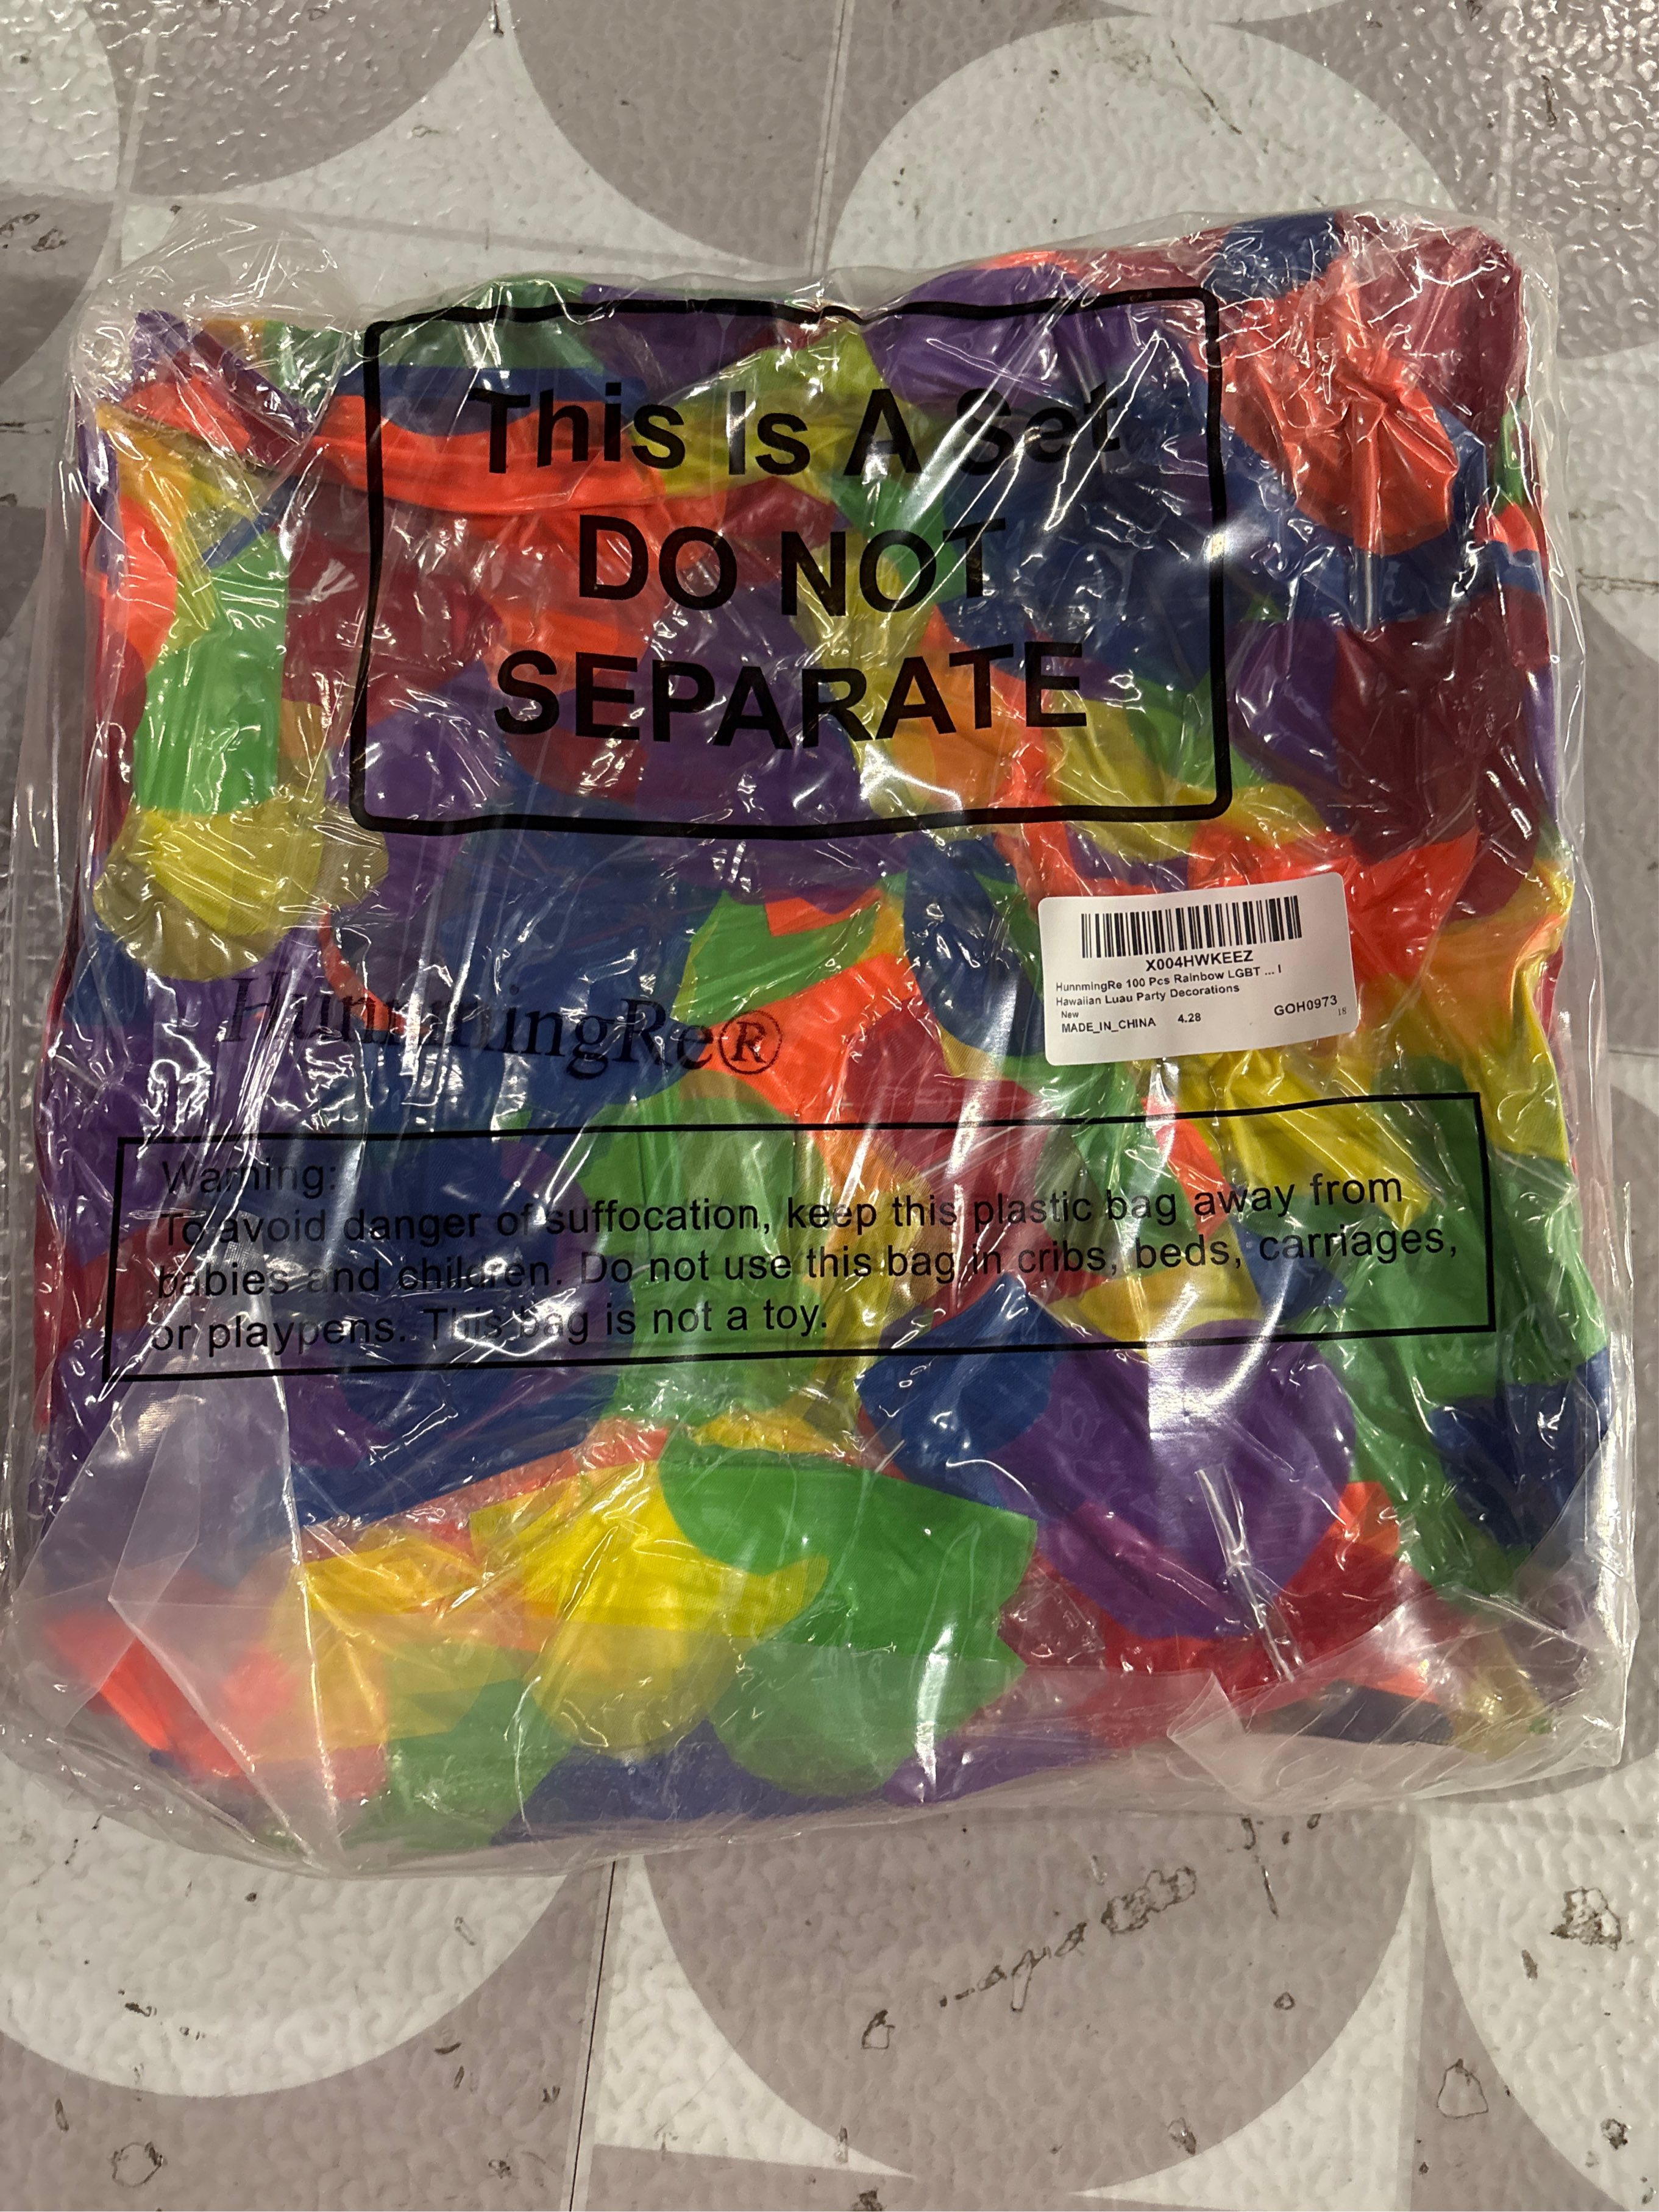 This Is A Set
DO NOT
SEPARATE
X004HWKEEZ
HunnmingRe 100 Pcs Rainbow LGBT ... l
Hawaiian Luau Party Decorations
New
MADE_IN_CHINA 4.28 GOH0973 18
HunnmingRe®
Warning:
To avoid danger of suffocation, keep this plastic bag away from
babies and children. Do not use this bag in cribs, beds, carriages,
or playpens. This bag is not a toy.